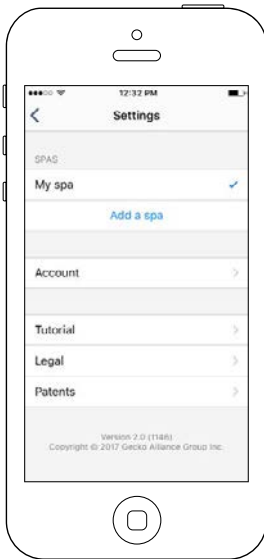 12:32 PM
Settings
SPAS
My spa
Add a spa
Account
Tutorial
Legal
Patents
Version 2.0 (1146)
Copyright © 2017 Gecko Alliance Group Inc.